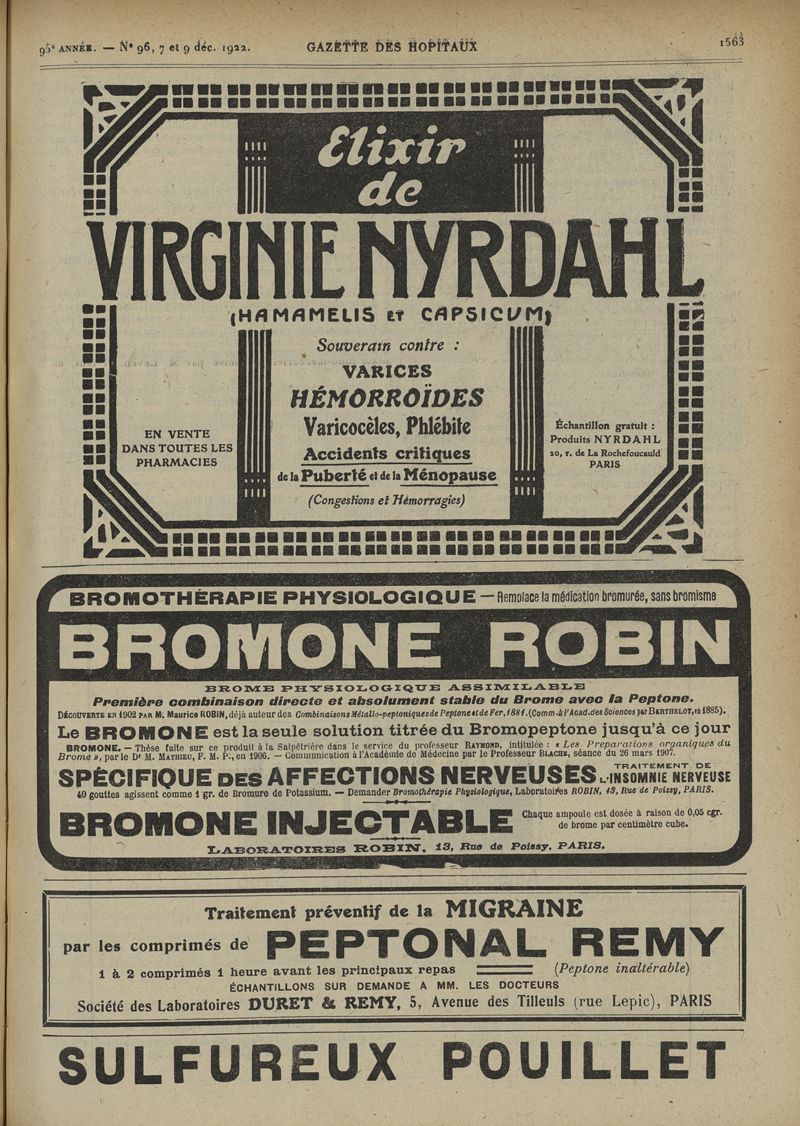 95e ANNÉE. — No 96, 7 et 9 déc. 1922.
GAZETTE DES HOPITAUX
1563
Elixir
de
VIRGINIE NYRDAHL
(HAMAMELIS ET CAPSICUM)
Souverain contre :
VARICES
HÉMORROÏDES
Varicocèles, Phlébite
Accidents critiques
de la Puberté et de la Ménopause
(Congestions et Hémorragies)
EN VENTE
DANS TOUTES LES
PHARMACIES
Échantillon gratuit :
Produits NYRDAHL
20, r. de La Rochefoucauld
PARIS
BROMOTHÉRAPIE PHYSIOLOGIQUE — Remplace la médication bromurée, sans bromisme
BROMONE ROBIN
BROME PHYSIOLOGIQUE ASSIMILABLE
Première combinaison directe et absolument stable du Brome avec la Peptone.
DÉCOUVERTE EN 1902 PAR M. Maurice ROBIN, déjà auteur des Combinaisons Métallo-peptoniques de Peptone et de Fer, 1881. (Comm. à l'Acad. des Sciences par BERTHELOT, en 1885).
Le BROMONE est la seule solution titrée du Bromopeptone jusqu'à ce jour
BROMONE. — Thèse faite sur ce produit à la Salpêtrière dans le service du professeur RAYMOND, intitulée : « Les Preparations organiques du
Brome », par le Dr M. MATHIEU, F. M. P., en 1906. — Communication à l'Académie de Médecine par le Professeur BLACHE, séance du 26 mars 1907.
SPÉCIFIQUE DES AFFECTIONS NERVEUSES TRAITEMENT DE L'INSOMNIE NERVEUSE
40 gouttes agissent comme 1 gr. de Bromure de Potassium. — Demander Bromothérapie Physiologique, Laboratoires ROBIN, 13, Rue de Poissy, PARIS.
BROMONE INJECTABLE Chaque ampoule est dosée à raison de 0,05 cgr.
de brome par centimètre cube.
LABORATOIRES ROBIN, 13, Rue de Poissy, PARIS.
Traitement préventif de la MIGRAINE
par les comprimés de PEPTONAL REMY
1 à 2 comprimés 1 heure avant les principaux repas (Peptone inaltérable)
ÉCHANTILLONS SUR DEMANDE A MM. LES DOCTEURS
Société des Laboratoires DURET & REMY, 5, Avenue des Tilleuls (rue Lepic), PARIS
SULFUREUX POUILLET